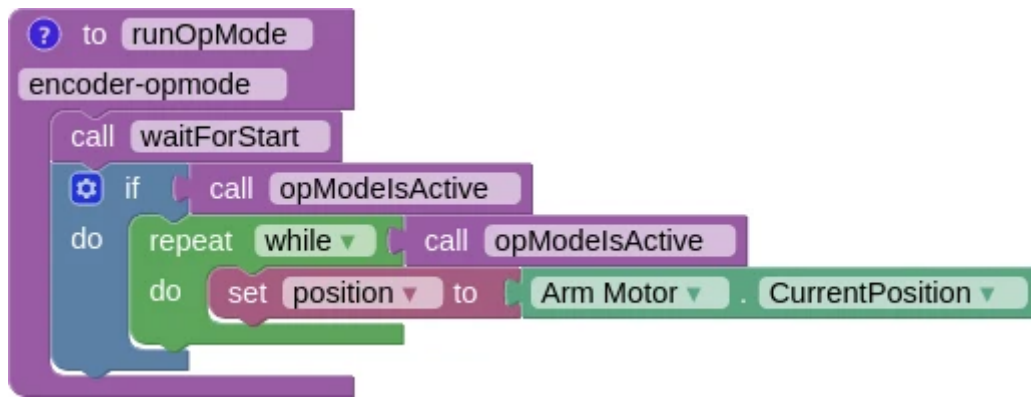 ? to runOpMode
encoder-opmode
call waitForStart
if call opModeIsActive
do repeat while call opModeIsActive
do set position to Arm Motor . CurrentPosition